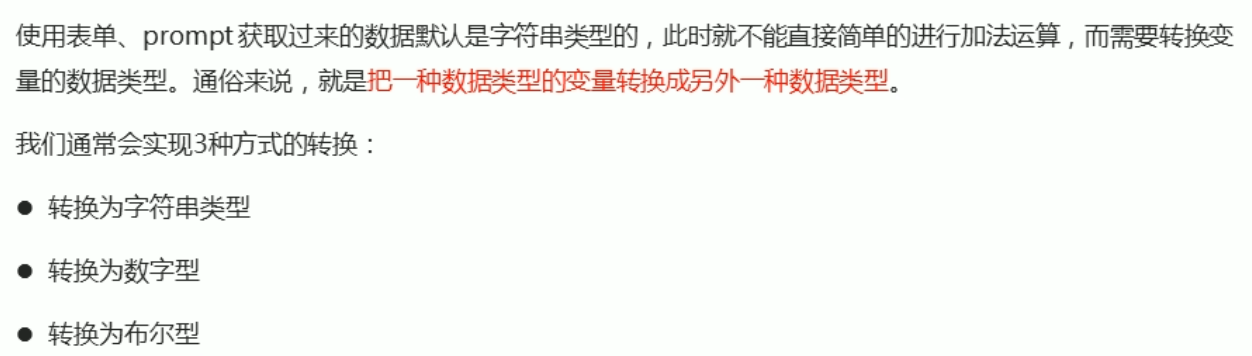 使用表单、prompt 获取过来的数据默认是字符串类型的，此时就不能直接简单的进行加法运算，而需要转换变
量的数据类型。通俗来说，就是把一种数据类型的变量转换成另外一种数据类型。
我们通常会实现3种方式的转换：
● 转换为字符串类型
● 转换为数字型
● 转换为布尔型